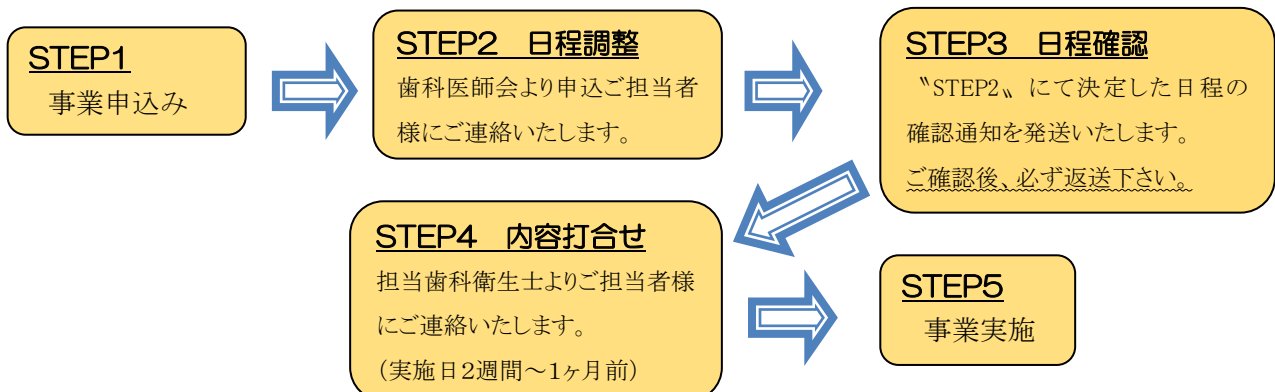 STEP1
事業申込み
STEP2 日程調整
歯科医師会より申込ご担当者
様にご連絡いたします。
STEP3 日程確認
〝STEP2〟にて決定した日程の
確認通知を発送いたします。
ご確認後、必ず返送下さい。
STEP4 内容打合せ
担当歯科衛生士よりご担当者様
にご連絡いたします。
(実施日2週間~1ヶ月前)
STEP5
事業実施